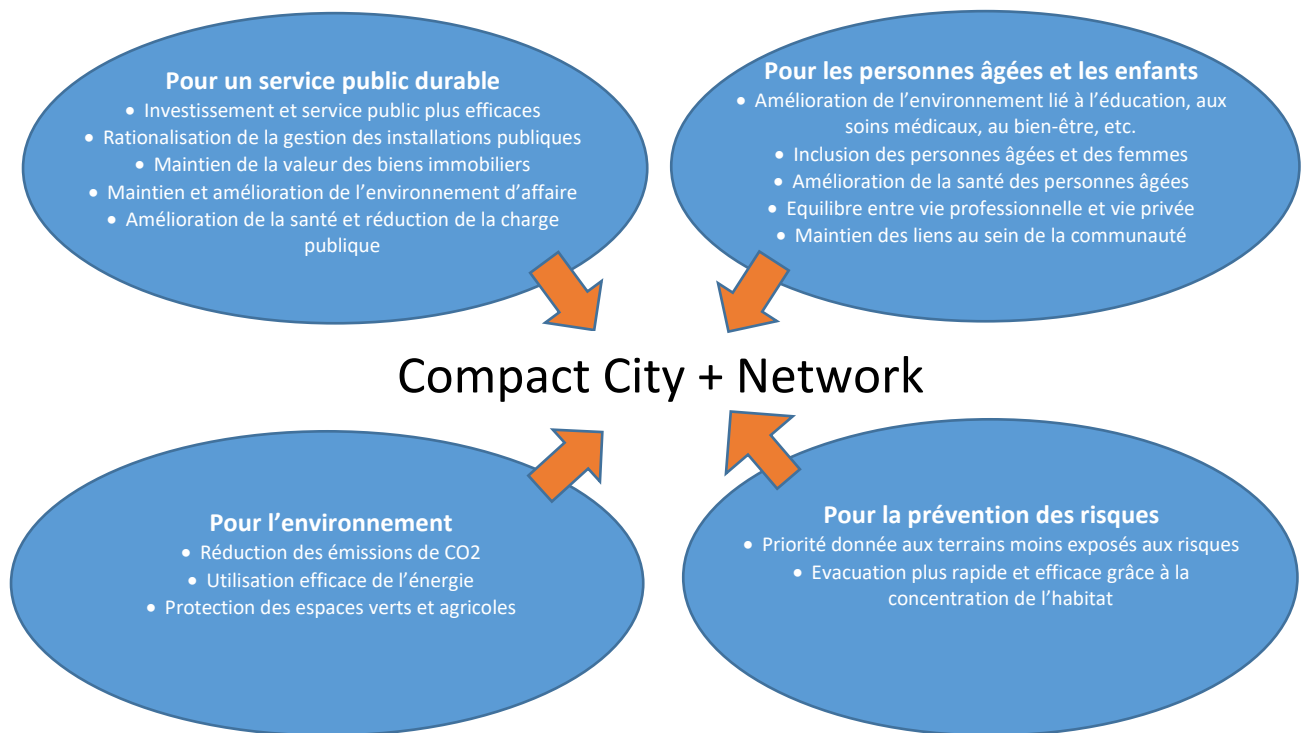 Pour un service public durable
• Investissement et service public plus efficaces
• Rationalisation de la gestion des installations publiques
• Maintien de la valeur des biens immobiliers
• Maintien et amélioration de l’environnement d’affaire
• Amélioration de la santé et réduction de la charge
publique
Pour les personnes âgées et les enfants
• Amélioration de l’environnement lié à l’éducation, aux
soins médicaux, au bien-être, etc.
• Inclusion des personnes âgées et des femmes
• Amélioration de la santé des personnes âgées
• Equilibre entre vie professionnelle et vie privée
• Maintien des liens au sein de la communauté
Compact City + Network
Pour l’environnement
• Réduction des émissions de CO2
• Utilisation efficace de l’énergie
• Protection des espaces verts et agricoles
Pour la prévention des risques
• Priorité donnée aux terrains moins exposés aux risques
• Evacuation plus rapide et efficace grâce à la
concentration de l’habitat